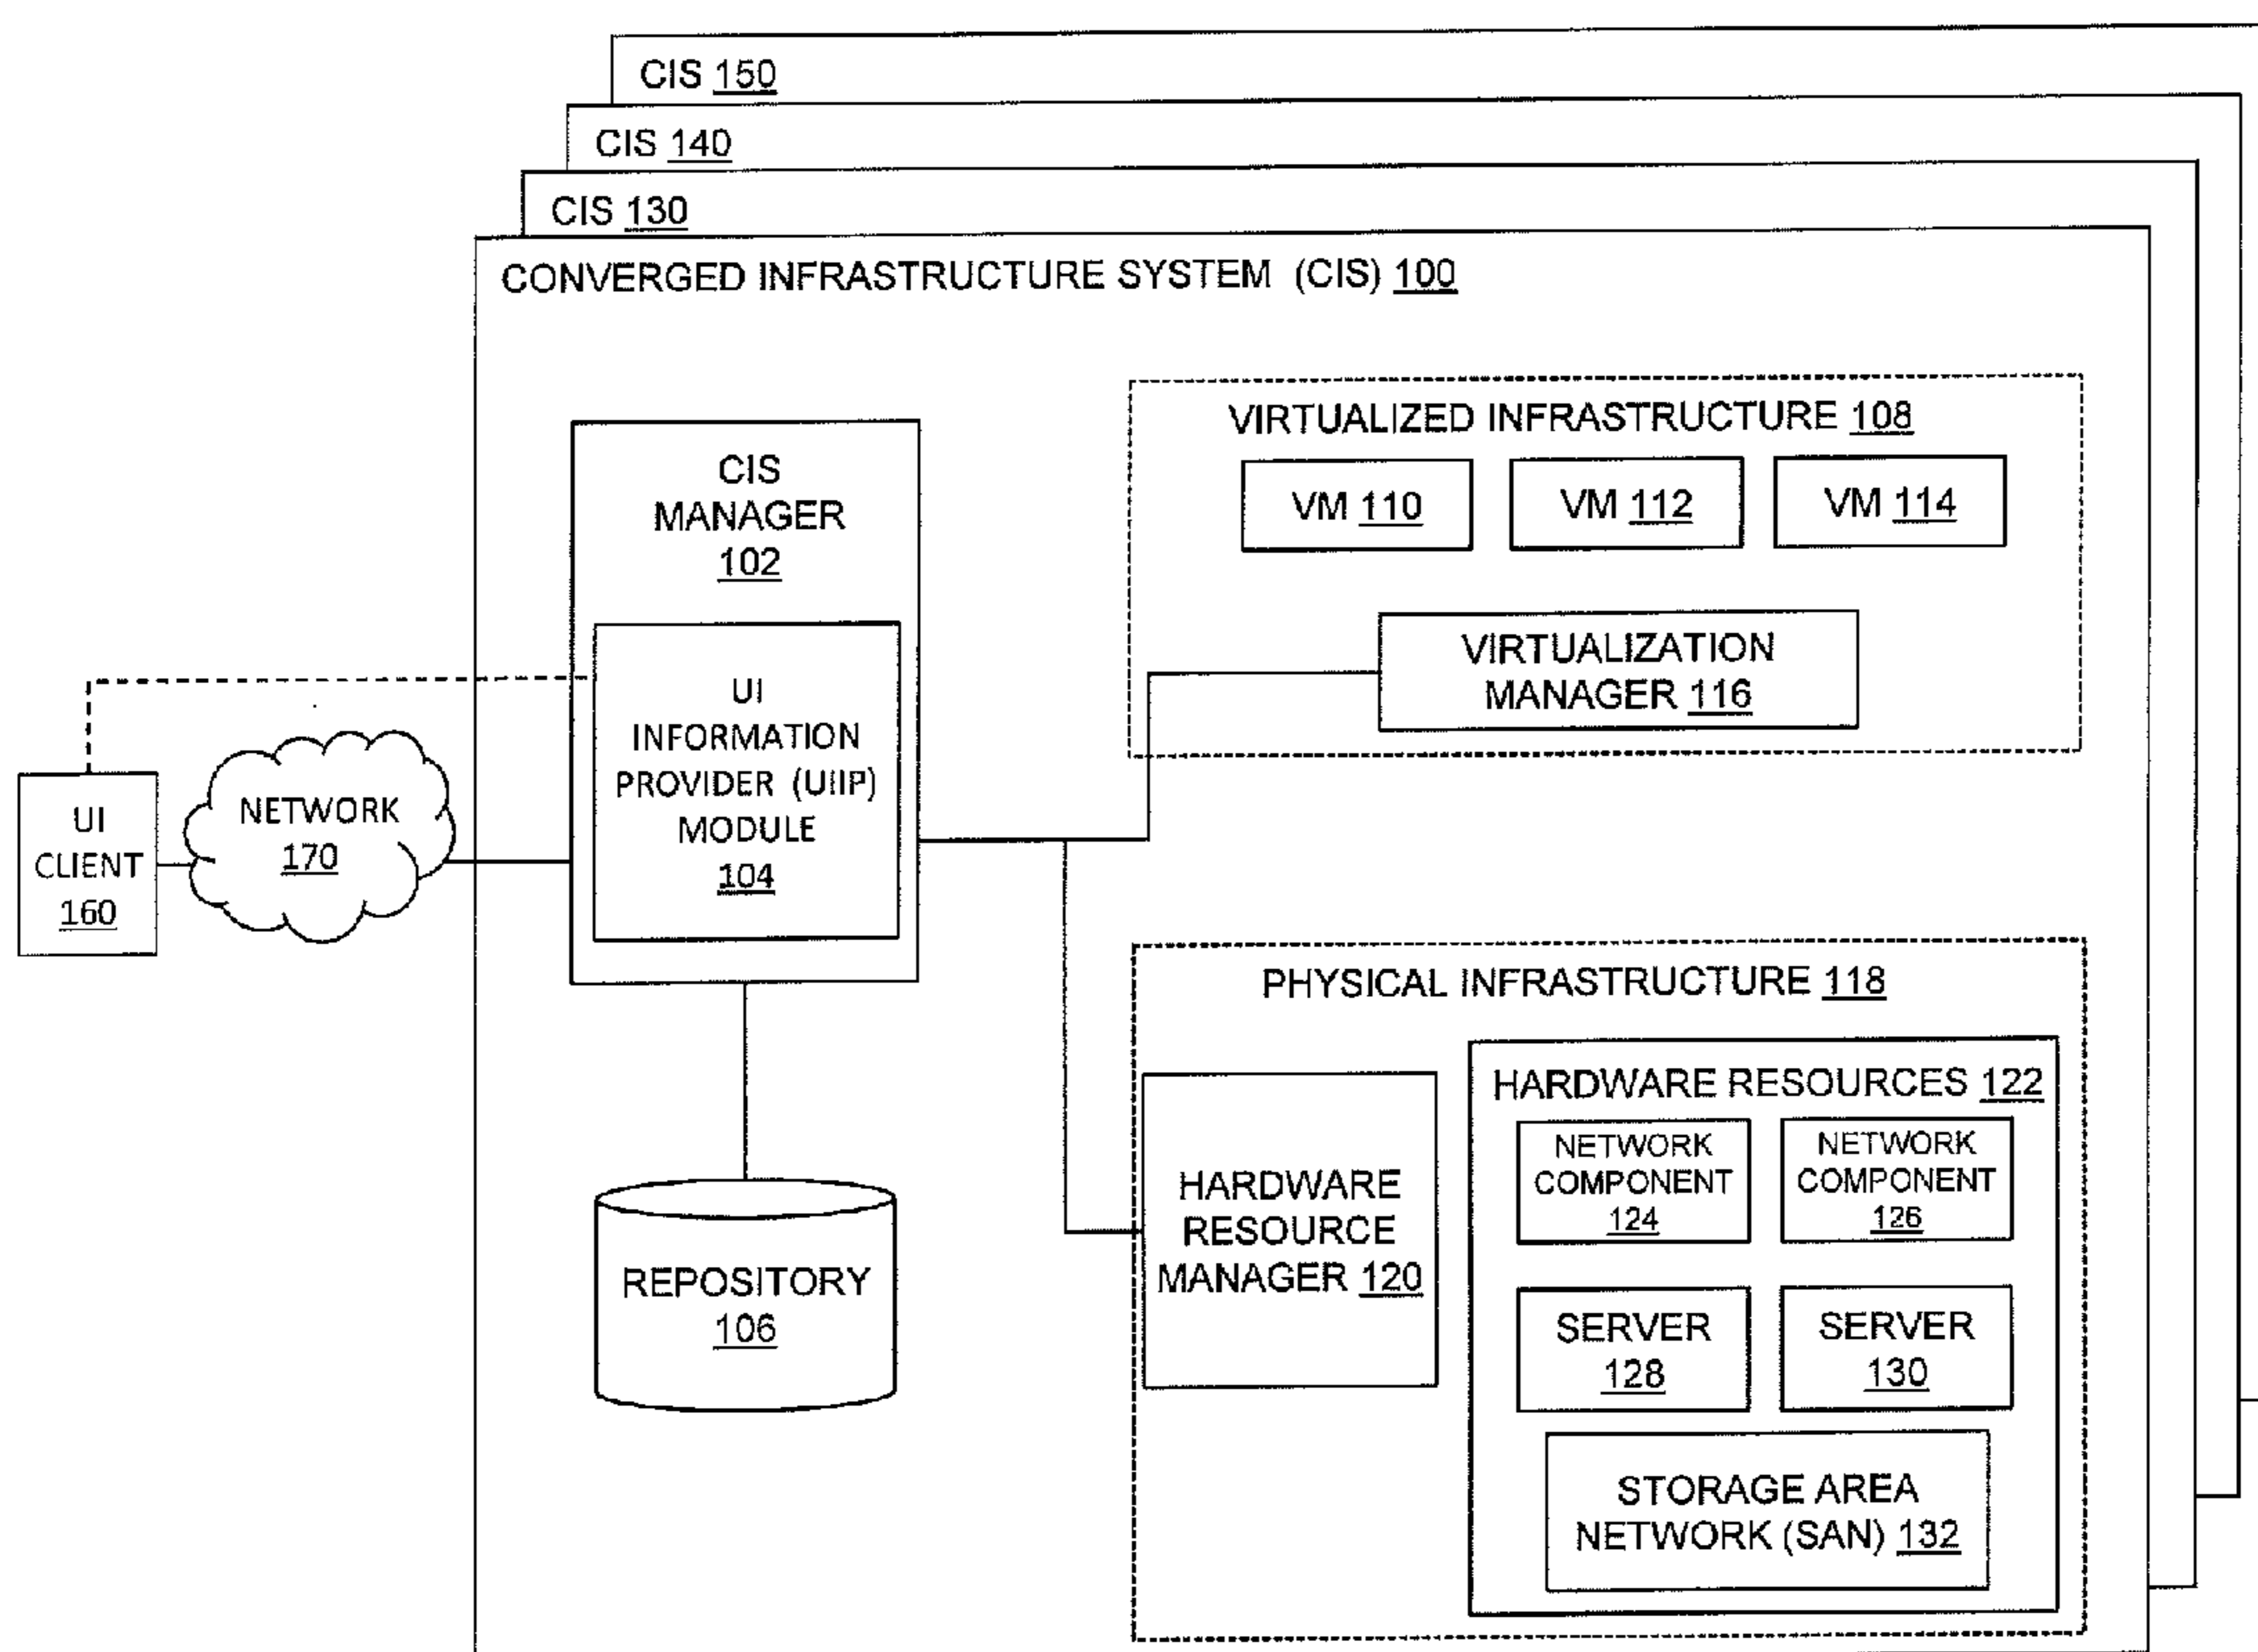 CIS 150
CIS 140
CIS 130
CONVERGED INFRASTRUCTURE SYSTEM (CIS) 100
CIS
MANAGER
102
UI
INFORMATION
PROVIDER (UIIP)
MODULE
104
UI
CLIENT
160
NETWORK
170
REPOSITORY
106
VIRTUALIZED INFRASTRUCTURE 108
VM 110
VM 112
VM 114
VIRTUALIZATION
MANAGER 116
PHYSICAL INFRASTRUCTURE 118
HARDWARE
RESOURCE
MANAGER 120
HARDWARE RESOURCES 122
NETWORK
COMPONENT
124
NETWORK
COMPONENT
126
SERVER
128
SERVER
130
STORAGE AREA
NETWORK (SAN) 132